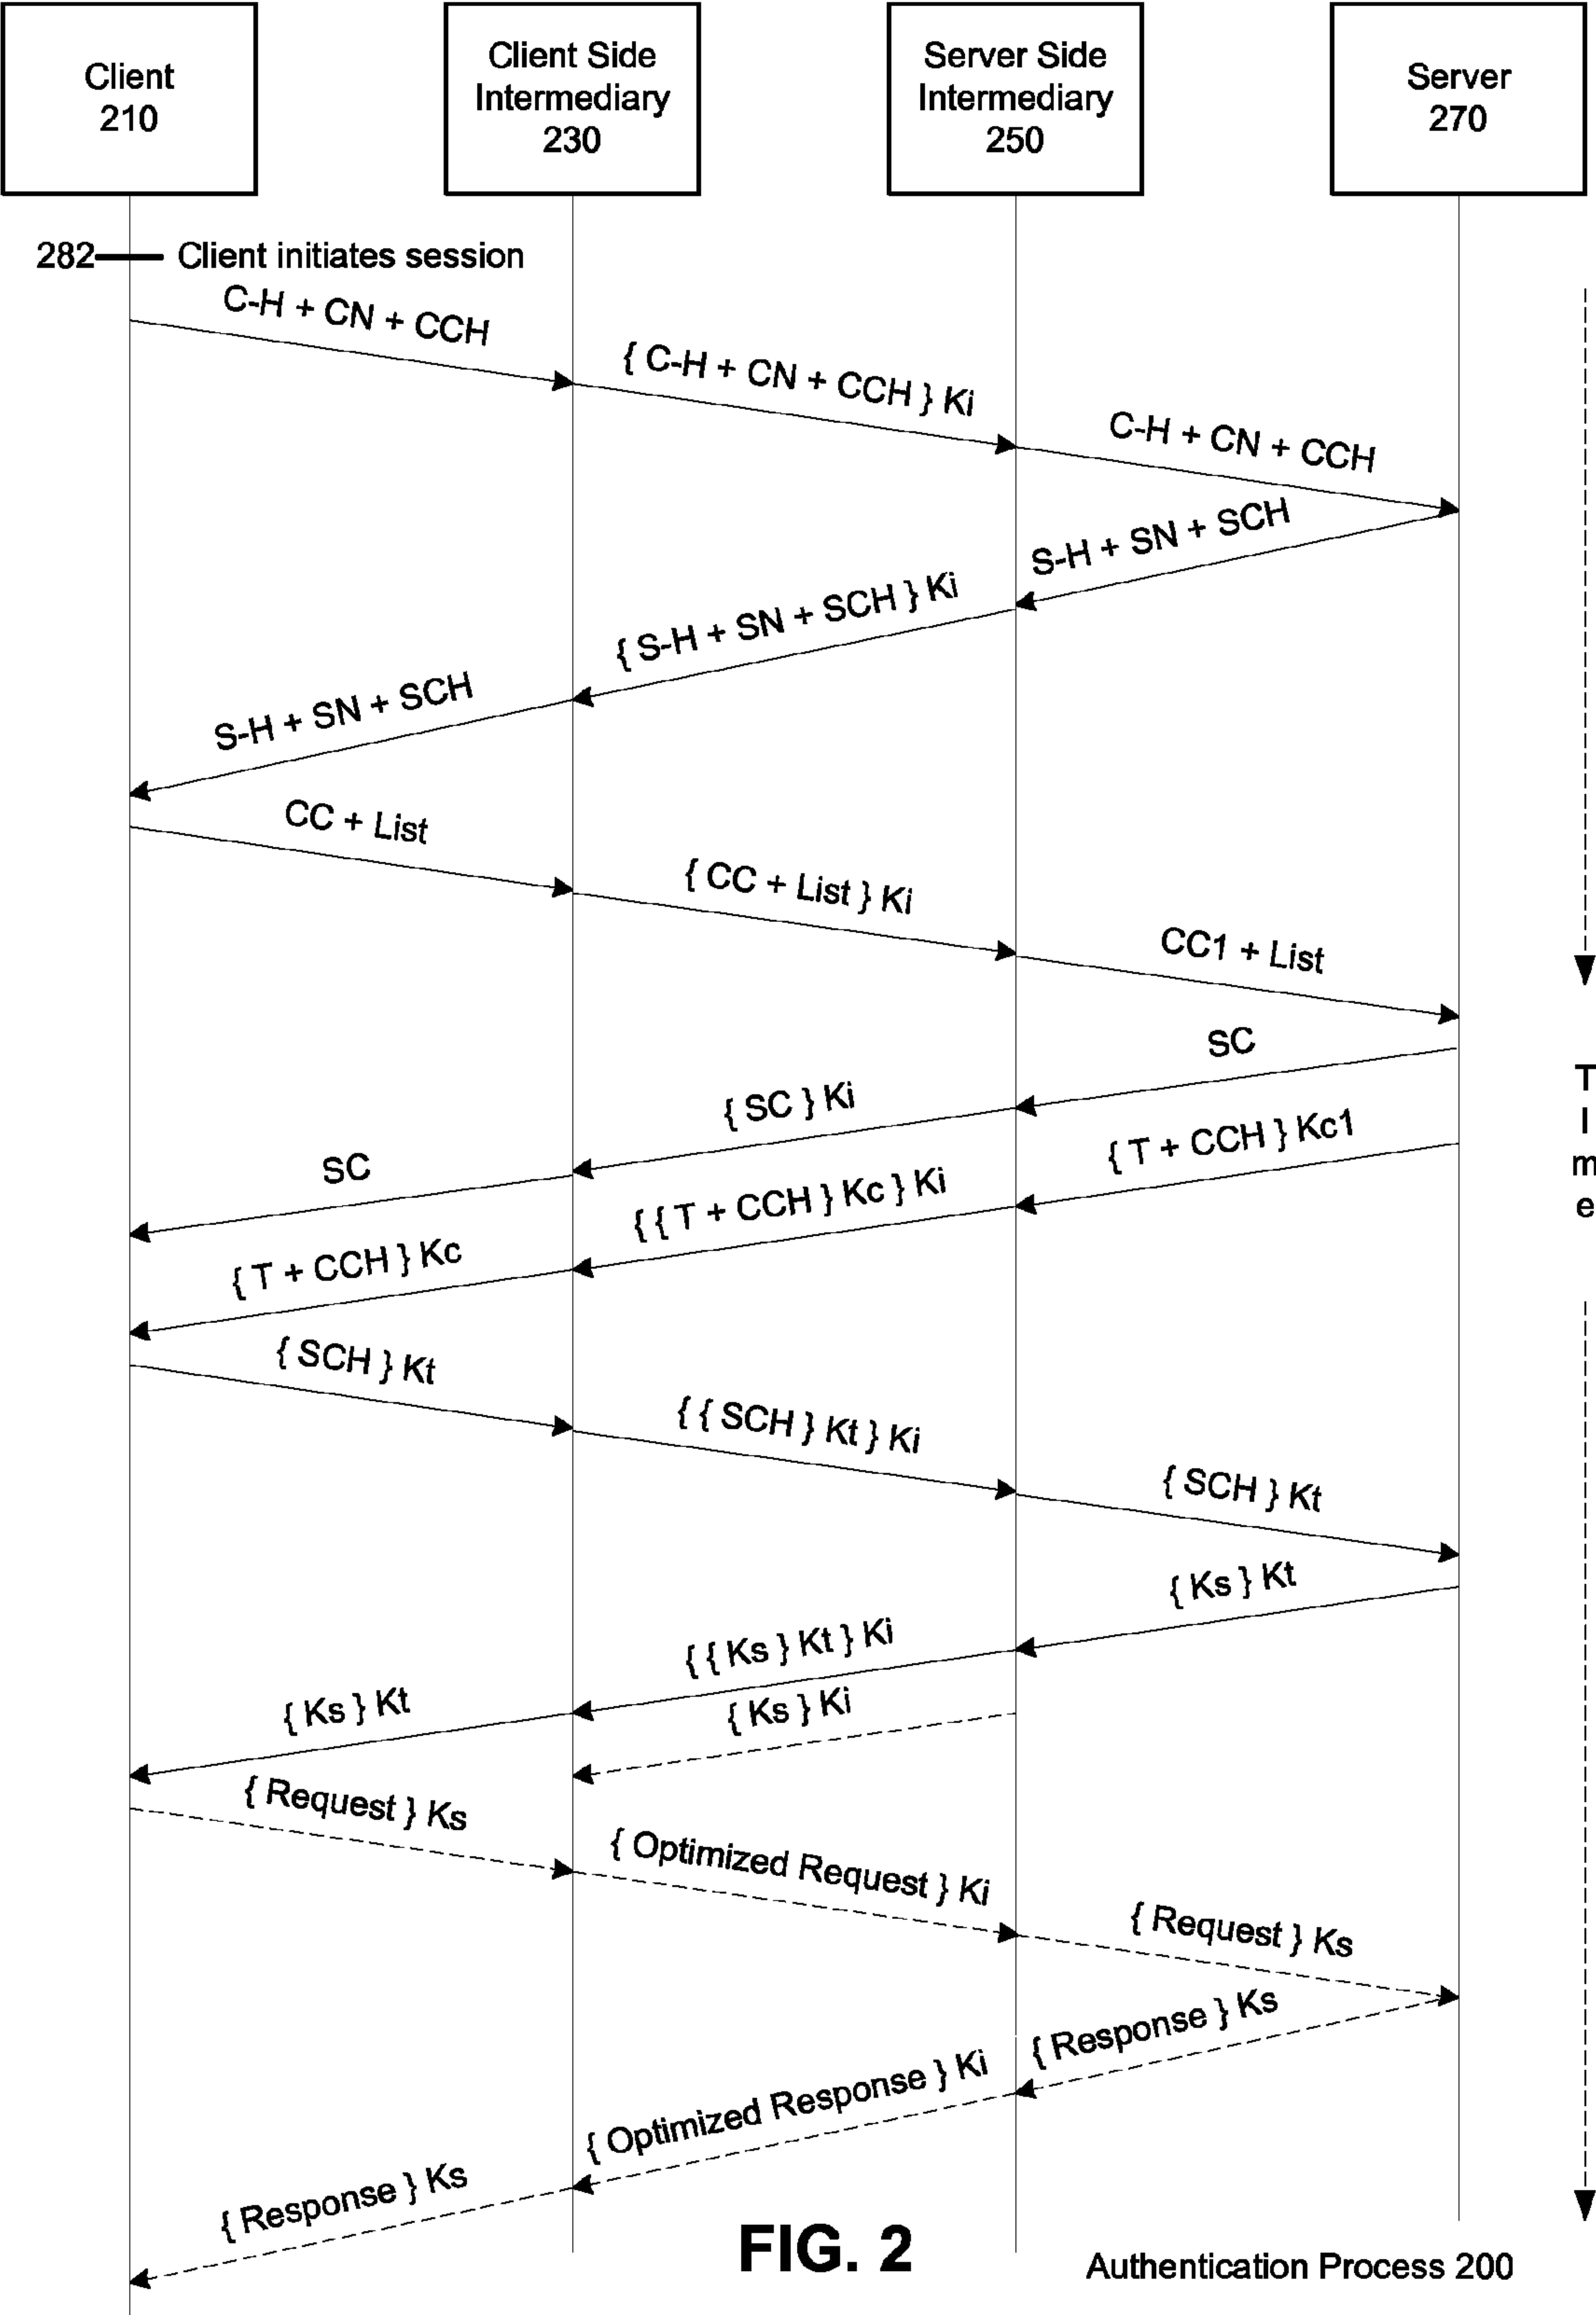 Client
210
Client Side
Intermediary
230
Server Side
Intermediary
250
Server
270
282
Client initiates session
C-H + CN + CCH
{ C-H + CN + CCH } Ki
C-H + CN + CCH
S-H + SN + SCH
{ S-H + SN + SCH } Ki
S-H + SN + SCH
CC + List
{ CC + List } Ki
CC1 + List
SC
{ SC } Ki
SC
{ T + CCH } Kc1
{ { T + CCH } Kc } Ki
{ T + CCH } Kc
{ SCH } Kt
{ { SCH } Kt } Ki
{ SCH } Kt
{ Ks } Kt
{ { Ks } Kt } Ki
{ Ks } Kt
{ Ks } Ki
{ Request } Ks
{ Optimized Request } Ki
{ Request } Ks
{ Response } Ks
{ Optimized Response } Ki
{ Response } Ks
T
I
m
e
FIG. 2
Authentication Process 200